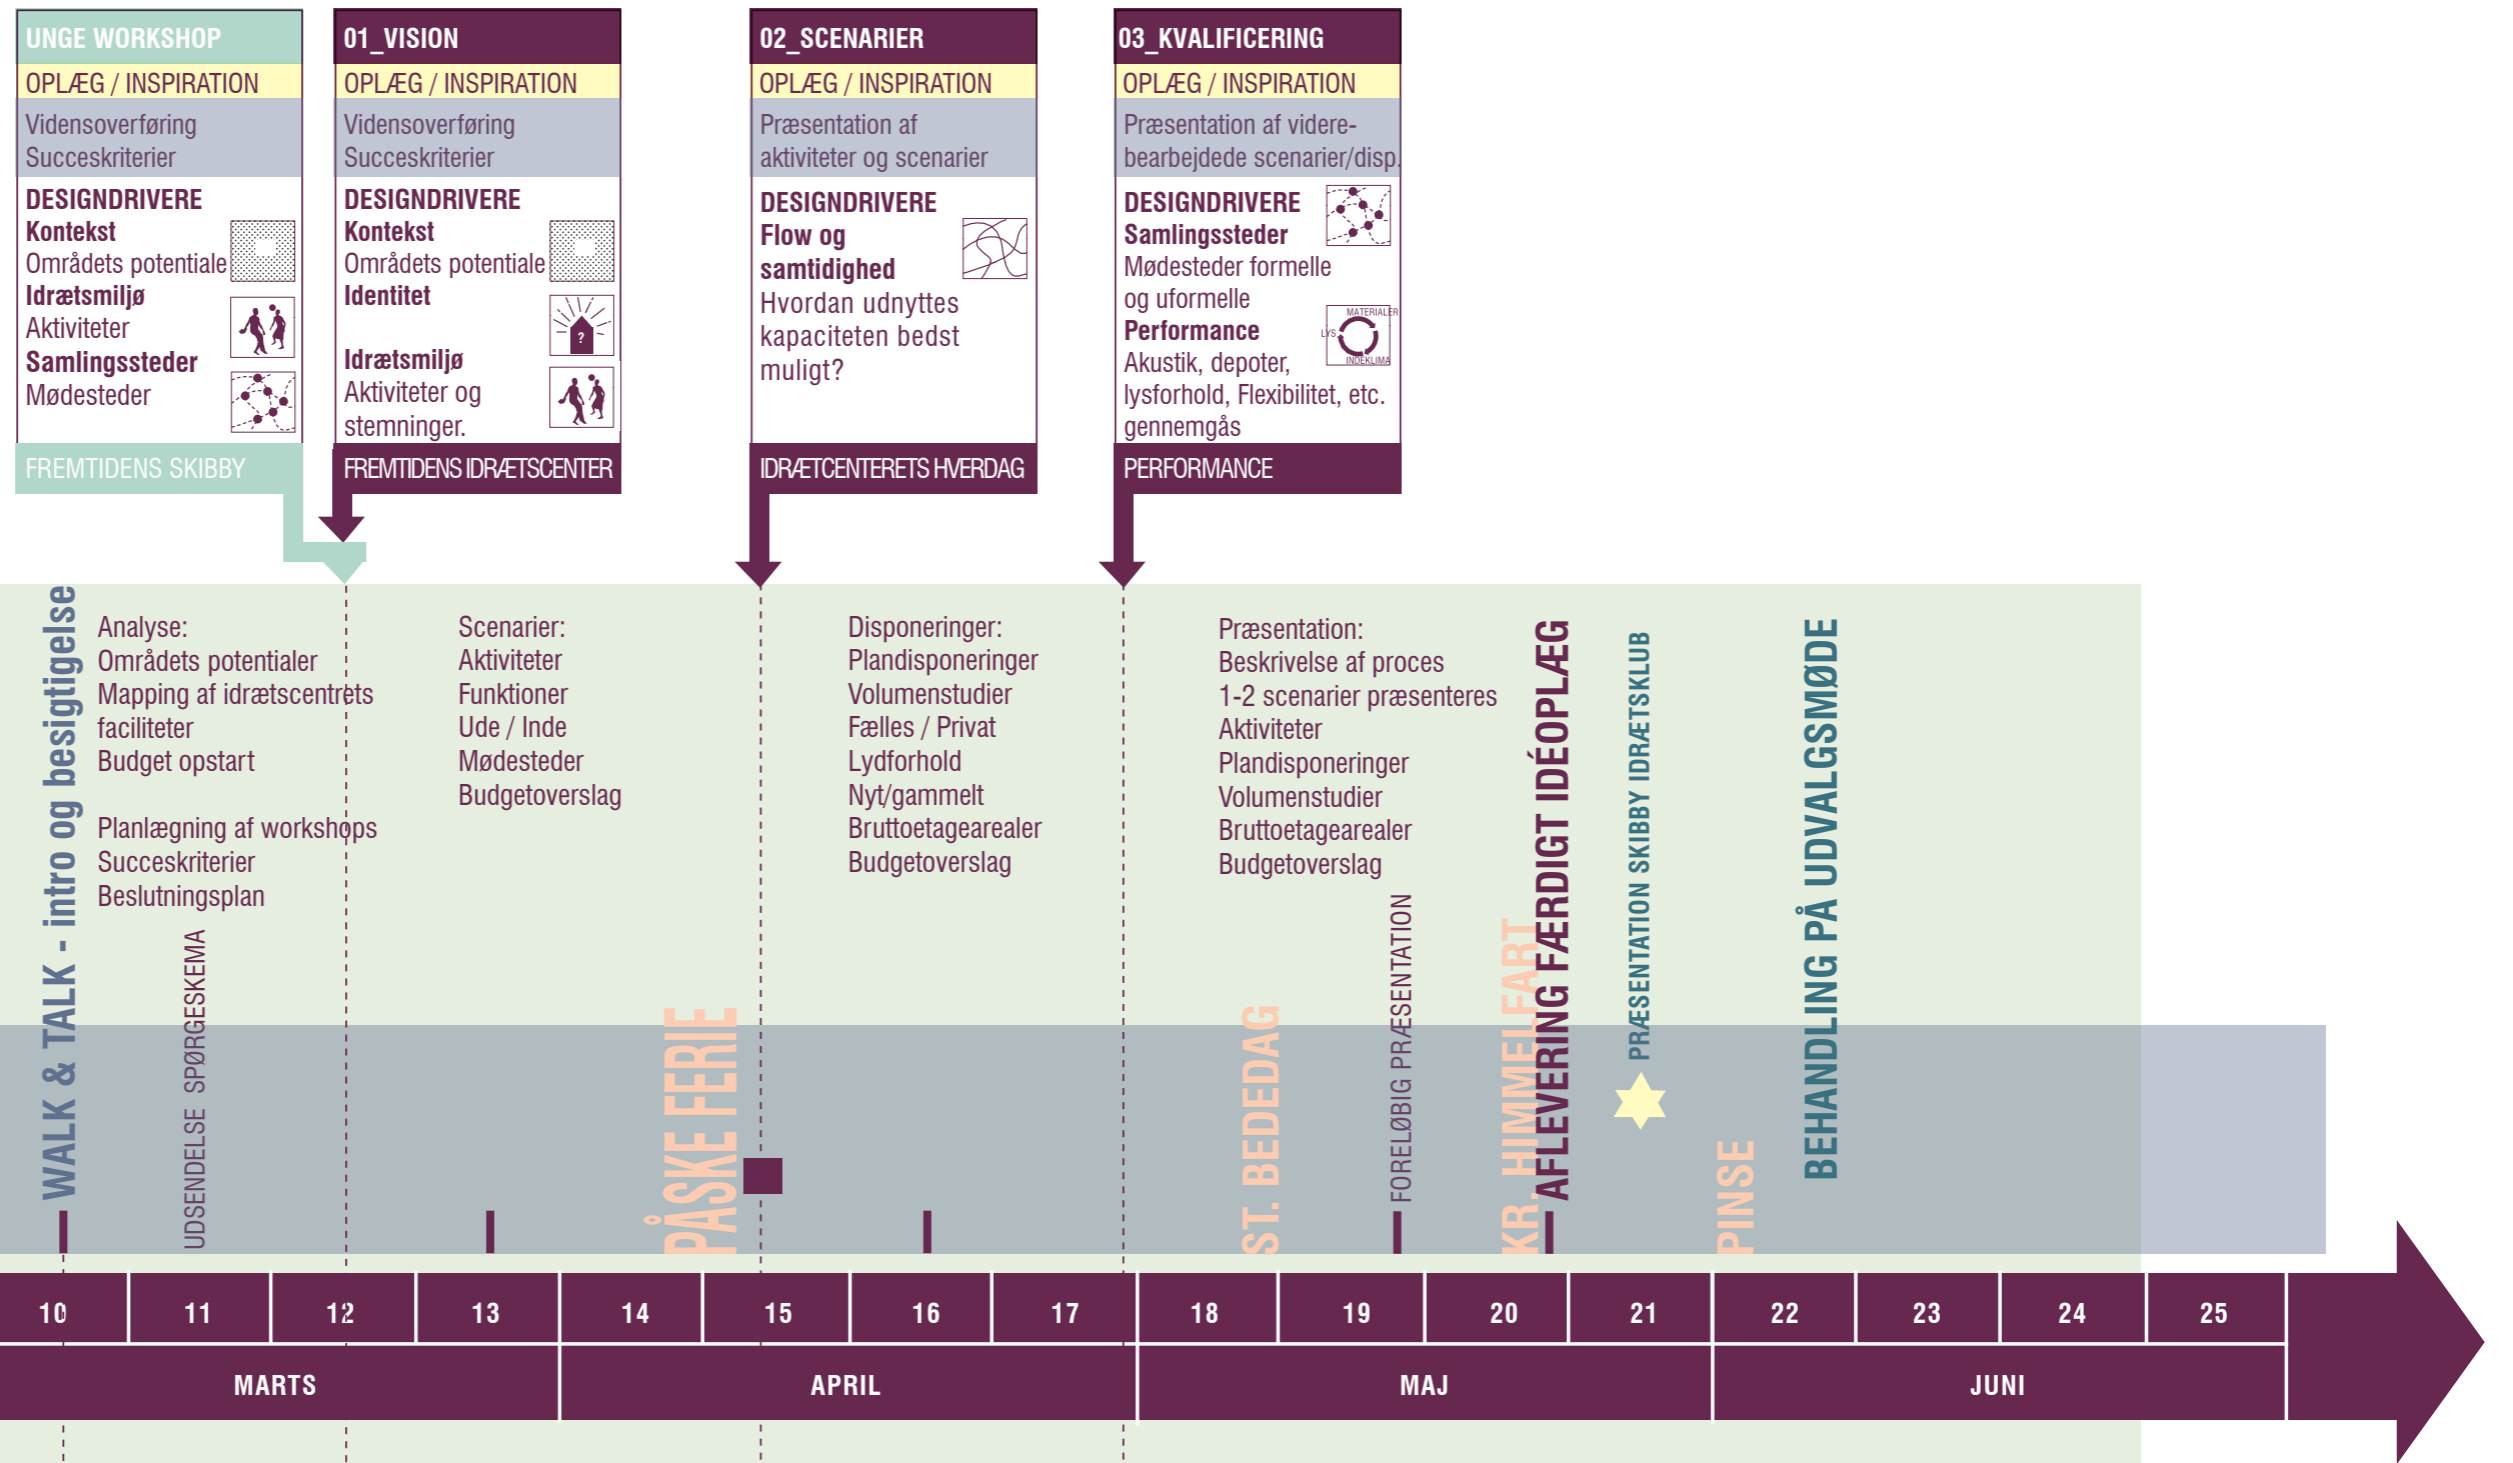 UNGE WORKSHOP
OPLÆG / INSPIRATION
Vidensoverføring
Succeskriterier
DESIGNDRIVERE
Kontekst
Områdets potentiale
Idrætsmiljø
Aktiviteter
Samlingssteder
Mødesteder
FREMTIDENS SKIBBY
01_VISION
OPLÆG / INSPIRATION
Vidensoverføring
Succeskriterier
DESIGNDRIVERE
Kontekst
Områdets potentiale
Identitet
?
Idrætsmiljø
Aktiviteter og
stemninger.
FREMTIDENS IDRÆTSCENTER
02_SCENARIER
OPLÆG / INSPIRATION
Præsentation af
aktiviteter og scenarier
DESIGNDRIVERE
Flow og
samtidighed
Hvordan udnyttes
kapaciteten bedst
muligt?
IDRÆTCENTERETS HVERDAG
03_KVALIFICERING
OPLÆG / INSPIRATION
Præsentation af videre-
bearbejdede scenarier/disp.
DESIGNDRIVERE
Samlingssteder
Mødesteder formelle
og uformelle
Performance
MATERIALER
LYS
INDEKLIMA
Akustik, depoter,
lysforhold, Flexibilitet, etc.
gennemgås
PERFORMANCE
WALK & TALK - intro og besigtigelse
Analyse:
Områdets potentialer
Mapping af idrætscentrets
faciliteter
Budget opstart
Planlægning af workshops
Succeskriterier
Beslutningsplan
UDSENDELSE SPØRGESKEMA
Scenarier:
Aktiviteter
Funktioner
Ude / Inde
Mødesteder
Budgetoverslag
PÅSKE FERIE
Disponeringer:
Plandisponeringer
Volumenstudier
Fælles / Privat
Lydforhold
Nyt/gammelt
Bruttoetagearealer
Budgetoverslag
Præsentation:
Beskrivelse af proces
1-2 scenarier præsenteres
Aktiviteter
Plandisponeringer
Volumenstudier
Bruttoetagearealer
Budgetoverslag
ST. BEDEDAG
FORELØBIG PRÆSENTATION
KR. HIMMELFART
AFLEVERING FÆRDIGT IDÉOPLÆG
PRÆSENTATION SKIBBY IDRÆTSKLUB
PINSE
BEHANDLING PÅ UDVALGSMØDE
10 11 12 13 14 15 16 17 18 19 20 21 22 23 24 25
MARTS APRIL MAJ JUNI